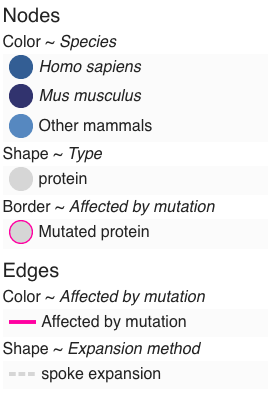 Nodes
Color ~ Species
Homo sapiens
Mus musculus
Other mammals
Shape ~ Type
protein
Border ~ Affected by mutation
Mutated protein
Edges
Color ~ Affected by mutation
Affected by mutation
Shape ~ Expansion method
spoke expansion